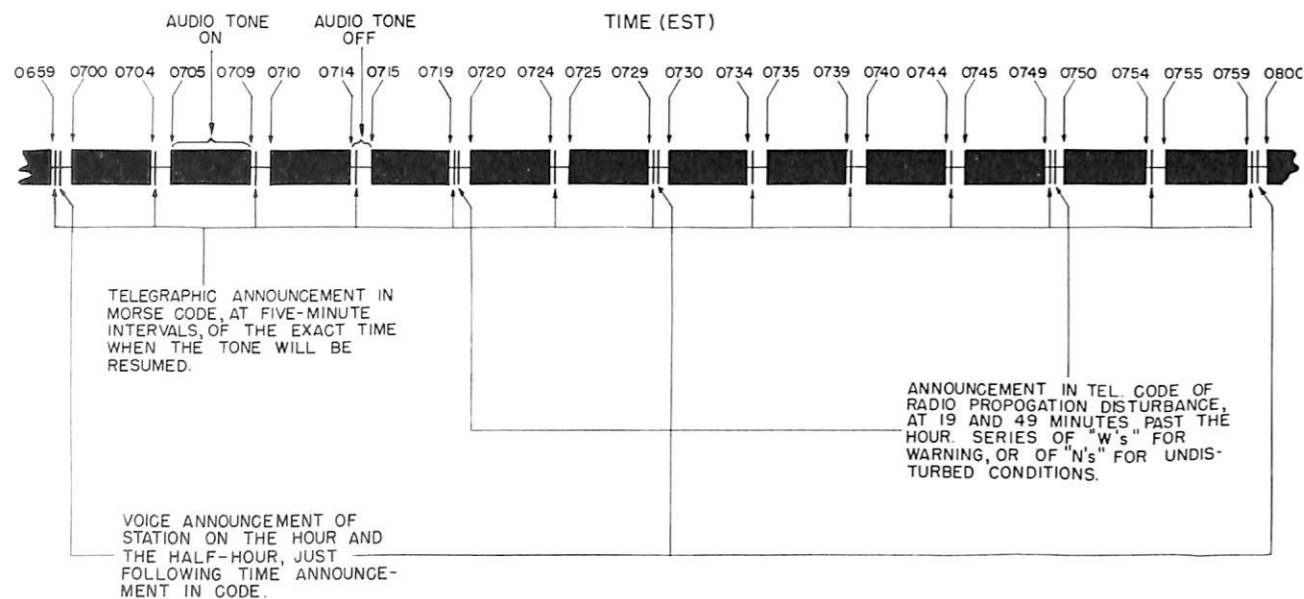 AUDIO TONE
ON
AUDIO TONE
OFF
TIME (EST)
0659 0700 0704 0705 0709 0710 0714 0715 0719 0720 0724 0725 0729 0730 0734 0735 0739 0740 0744 0745 0749 0750 0754 0755 0759 0800
TELEGRAPHIC ANNOUNCEMENT IN
MORSE CODE, AT FIVE-MINUTE
INTERVALS, OF THE EXACT TIME
WHEN THE TONE WILL BE
RESUMED.
ANNOUNCEMENT IN TEL. CODE OF
RADIO PROPOGATION DISTURBANCE,
AT 19 AND 49 MINUTES PAST THE
HOUR. SERIES OF "W's" FOR
WARNING, OR OF "N's" FOR UNDIS-
TURBED CONDITIONS.
VOICE ANNOUNCEMENT OF
STATION ON THE HOUR AND
THE HALF-HOUR, JUST
FOLLOWING TIME ANNOUNCE-
MENT IN CODE.